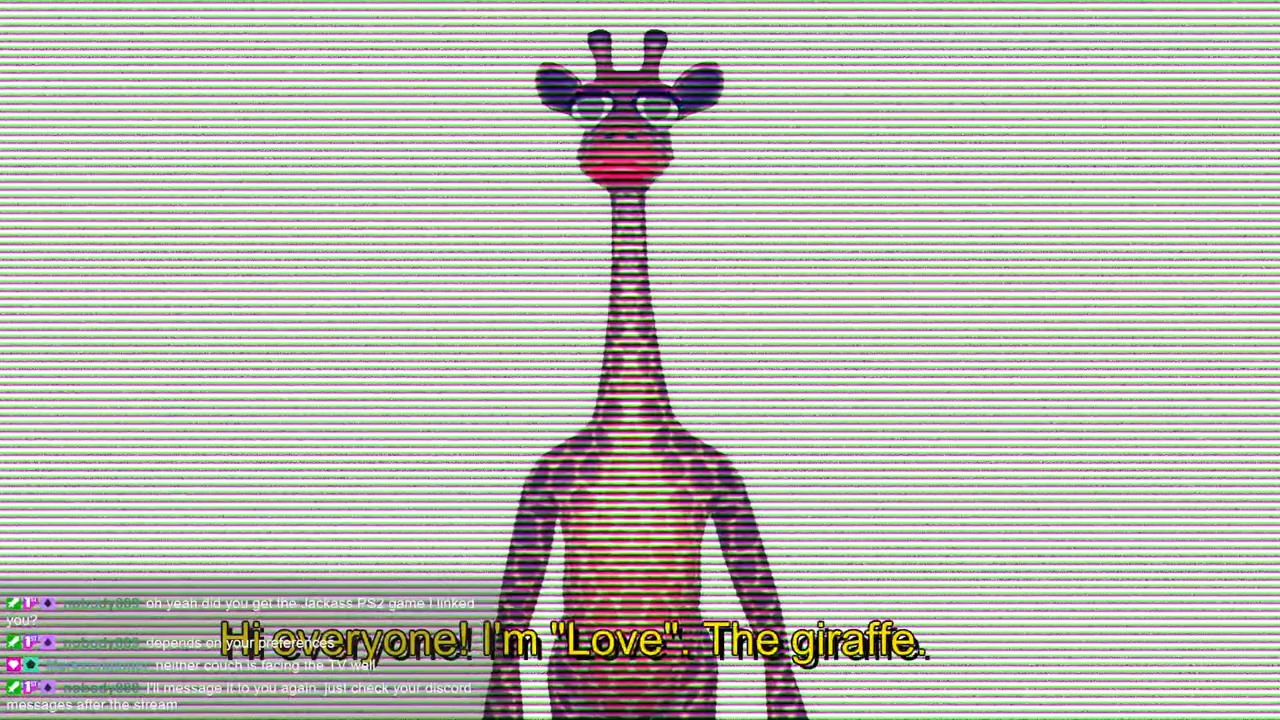 nobody889 oh yeah did you get the Jackass PS2 game I linked
you?
depends on your preferences
neither couch is facing the TV well
I'll message it to you again, just check your discord
messages after the stream
Hi everyone! I'm "Love". The giraffe.